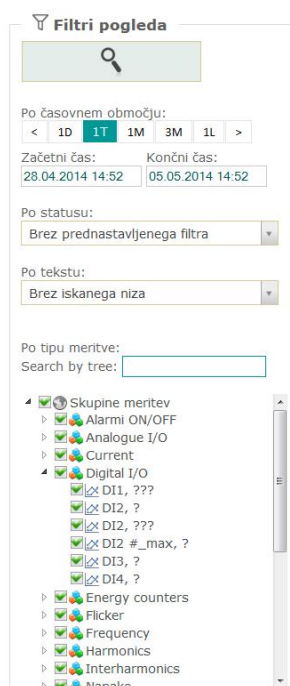 Filtri pogleda
Po časovnem območju:
< 1D 1T 1M 3M 1L >
Začetni čas: Končni čas:
28.04.2014 14:52 05.05.2014 14:52
Po statusu:
Brez prednastavljenega filtra
Po tekstu:
Brez iskanega niza
Po tipu meritve:
Search by tree:
Skupine meritev
Alarmi ON/OFF
Analogue I/O
Current
Digital I/O
DI1, ???
DI2, ?
DI2, ???
DI2 #_max, ?
DI3, ?
DI4, ?
Energy counters
Flicker
Frequency
Harmonics
Interharmonics